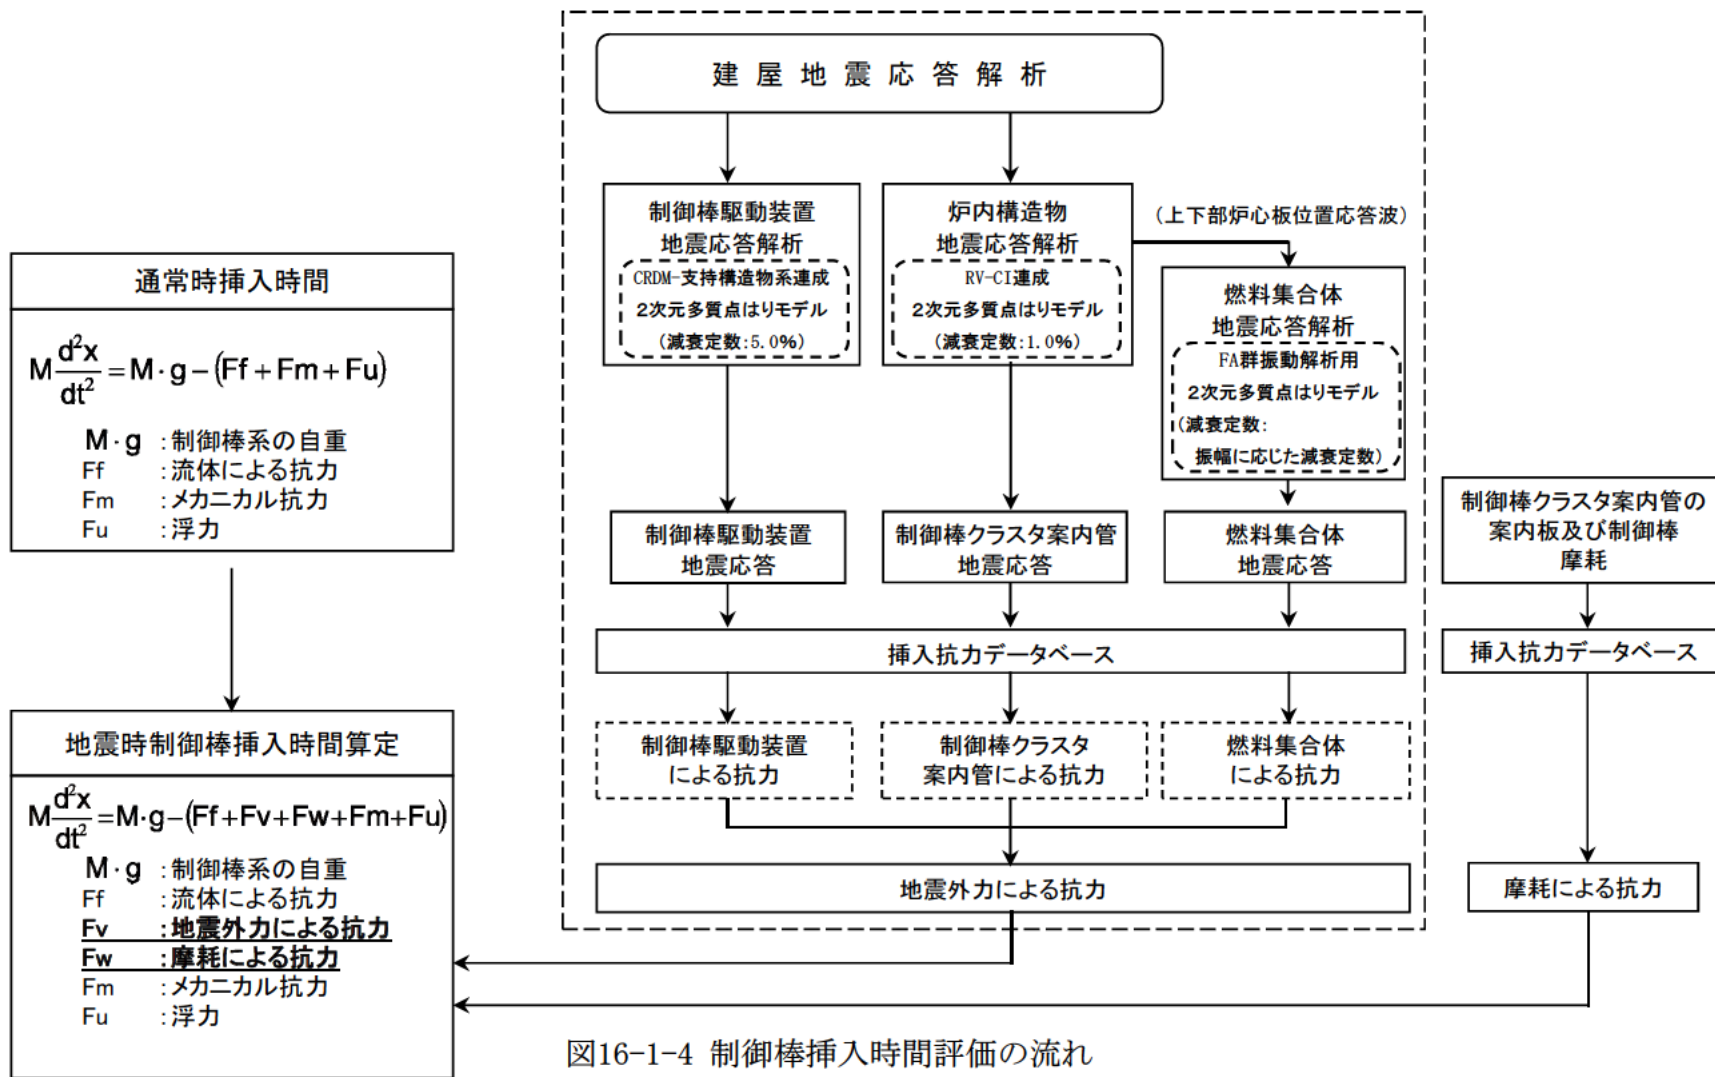 建屋地震応答解析
制御棒駆動装置
地震応答解析
CRDM-支持構造物系連成
2次元多質点はりモデル
(減衰定数:5.0%)
炉内構造物
地震応答解析
RV-CI連成
2次元多質点はりモデル
(減衰定数:1.0%)
(上下部炉心板位置応答波)
燃料集合体
地震応答解析
FA群振動解析用
2次元多質点はりモデル
(減衰定数:
振幅に応じた減衰定数)
制御棒駆動装置
地震応答
制御棒クラスタ案内管
地震応答
燃料集合体
地震応答
制御棒クラスタ案内管の
案内板及び制御棒
摩耗
挿入抗力データベース
挿入抗力データベース
制御棒駆動装置
による抗力
制御棒クラスタ
案内管による抗力
燃料集合体
による抗力
地震外力による抗力
摩耗による抗力
通常時挿入時間
M d²x/dt² = M・g − (Ff + Fm + Fu)
M・g :制御棒系の自重
Ff :流体による抗力
Fm :メカニカル抗力
Fu :浮力
地震時制御棒挿入時間算定
M d²x/dt² = M・g − (Ff + Fv + Fw + Fm + Fu)
M・g :制御棒系の自重
Ff :流体による抗力
Fv :地震外力による抗力
Fw :摩耗による抗力
Fm :メカニカル抗力
Fu :浮力
図16-1-4 制御棒挿入時間評価の流れ